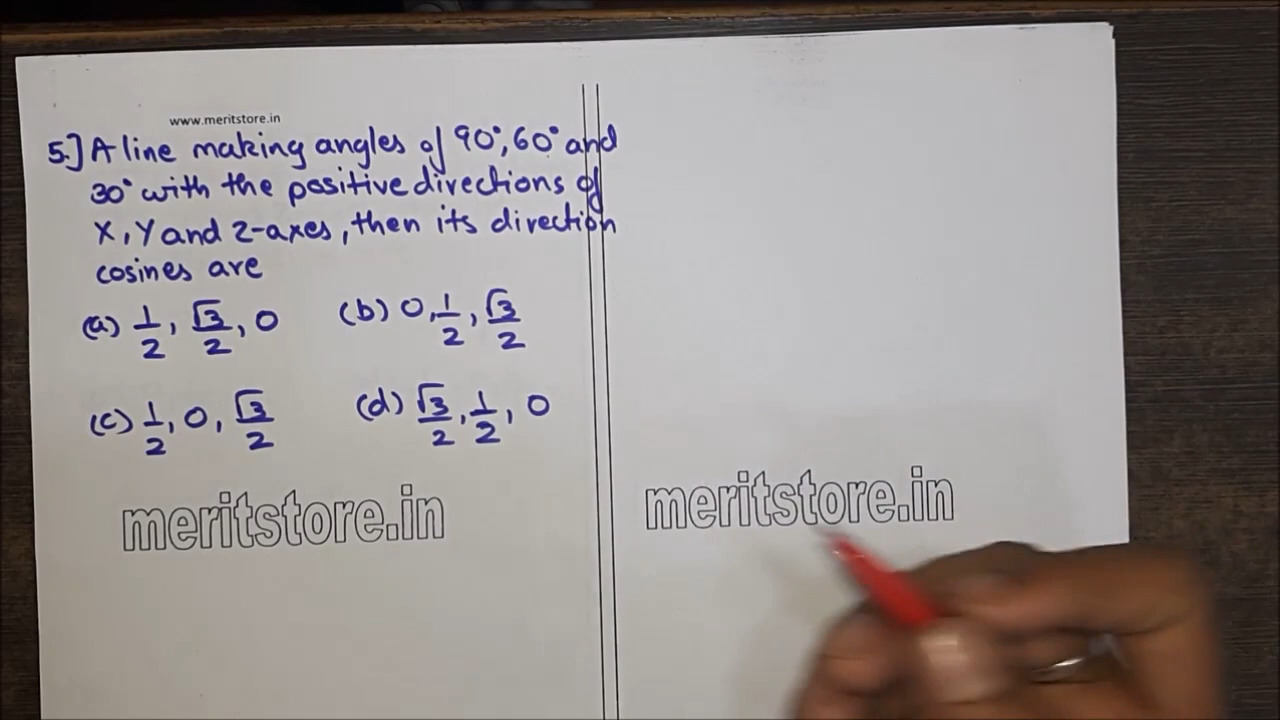 www.meritstore.in
5.] A line making angles of 90°, 60° and
30° with the positive directions of
X, Y and Z-axes, then its direction
cosines are
(a) 1/2, √3/2, 0 (b) 0, 1/2, √3/2
(c) 1/2, 0, √3/2 (d) √3/2, 1/2, 0
meritstore.in meritstore.in